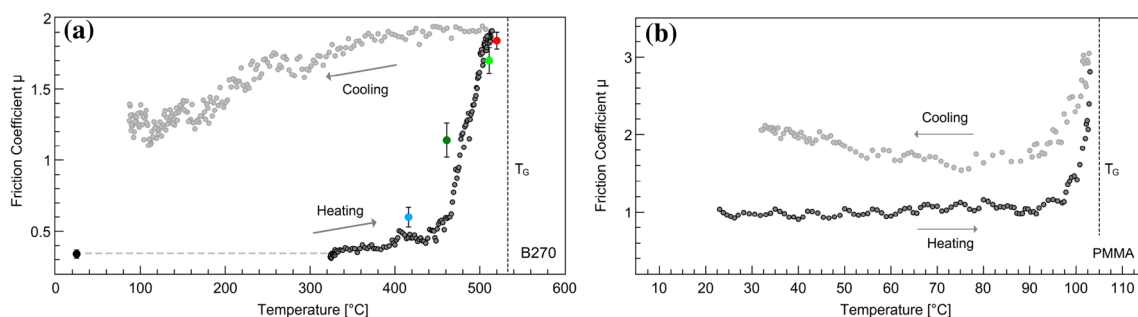 (a)
2
1.5
1
0.5
Friction Coefficient µ
Cooling
Heating
T_G
B270
0 100 200 300 400 500 600
Temperature [°C]
(b)
3
2
1
Friction Coefficient µ
Cooling
Heating
T_G
PMMA
10 20 30 40 50 60 70 80 90 100 110
Temperature [°C]